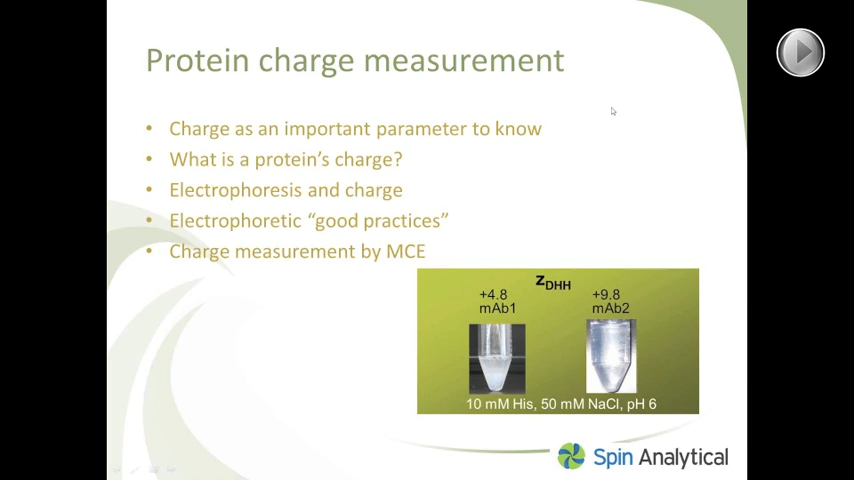 Protein charge measurement
• Charge as an important parameter to know
• What is a protein’s charge?
• Electrophoresis and charge
• Electrophoretic “good practices”
• Charge measurement by MCE
zDHH
+4.8 +9.8
mAb1 mAb2
10 mM His, 50 mM NaCl, pH 6
Spin Analytical